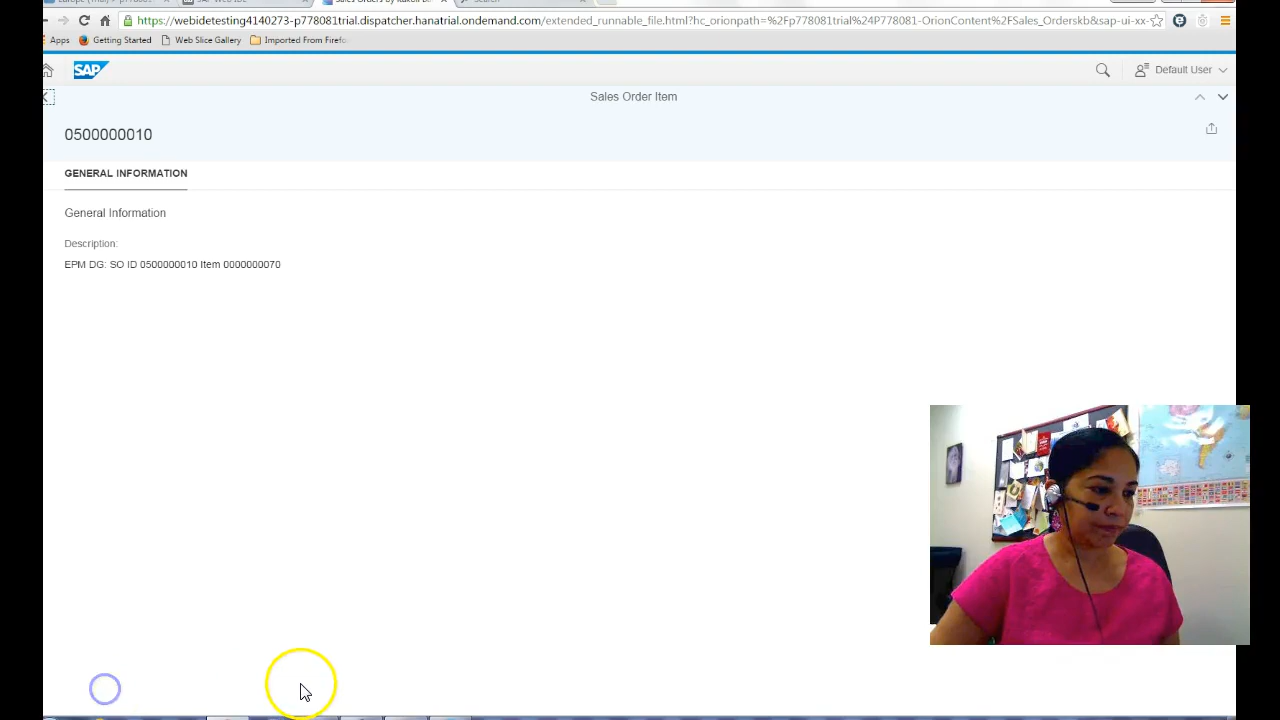 https://webidetesting4140273-p778081trial.dispatcher.hanatrial.ondemand.com/extended_runnable_file.html?hc_orionpath=%2Fp778081trial%24P778081-OrionContent%2FSales_Orderskb&sap-ui-xx-
Apps Getting Started Web Slice Gallery Imported From Firefo
SAP Default User
Sales Order Item
0500000010
GENERAL INFORMATION
General Information
Description:
EPM DG: SO ID 0500000010 Item 0000000070